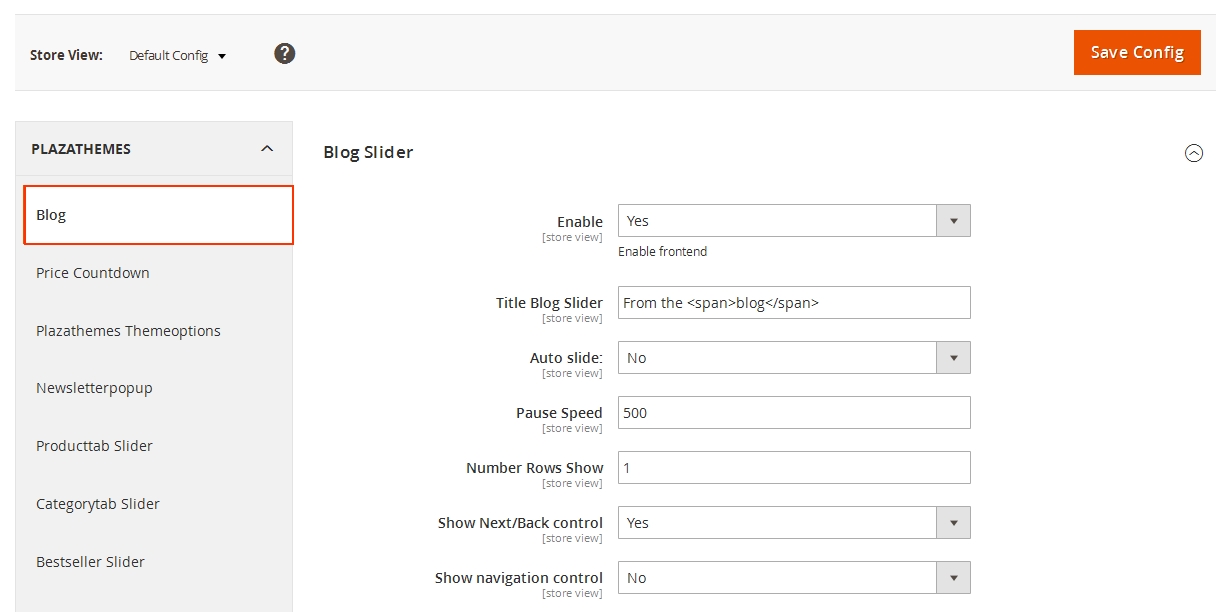 Store View: Default Config ?
Save Config
PLAZATHEMES
Blog
Price Countdown
Plazathemes Themeoptions
Newsletterpopup
Producttab Slider
Categorytab Slider
Bestseller Slider
Blog Slider
Enable Yes
[store view]
Enable frontend
Title Blog Slider From the <span>blog</span>
[store view]
Auto slide: No
[store view]
Pause Speed 500
[store view]
Number Rows Show 1
[store view]
Show Next/Back control Yes
[store view]
Show navigation control No
[store view]